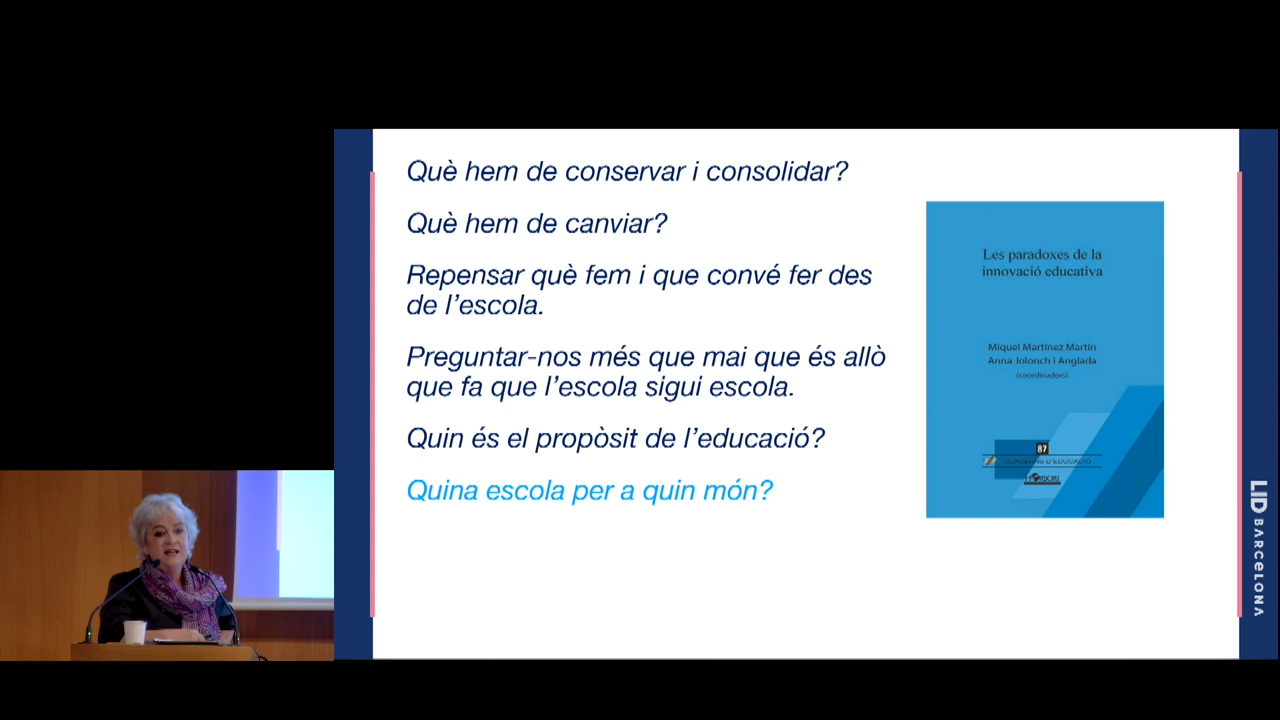 Què hem de conservar i consolidar?
Què hem de canviar?
Repensar què fem i que convé fer des
de l'escola.
Preguntar-nos més que mai que és allò
que fa que l'escola sigui escola.
Quin és el propòsit de l'educació?
Quina escola per a quin món?
Les paradoxes de la
innovació educativa
Miquel Martínez Martín
Anna Jolonch i Anglada
(coordinadors)
87
QUADERNS D'EDUCACIÓ
HORSORI
LID BARCELONA